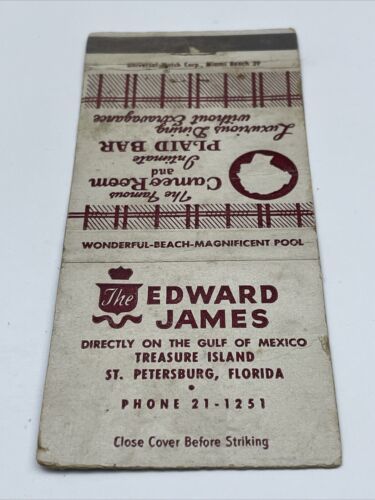 Universal Match Corp., Miami Beach 39
The Famous
Cameo Room
and
Intimate
PLAID BAR
Luxurious Dining
without Extravagance
WONDERFUL-BEACH-MAGNIFICENT POOL
The EDWARD
JAMES
DIRECTLY ON THE GULF OF MEXICO
TREASURE ISLAND
ST. PETERSBURG, FLORIDA
•
PHONE 21-1251
Close Cover Before Striking